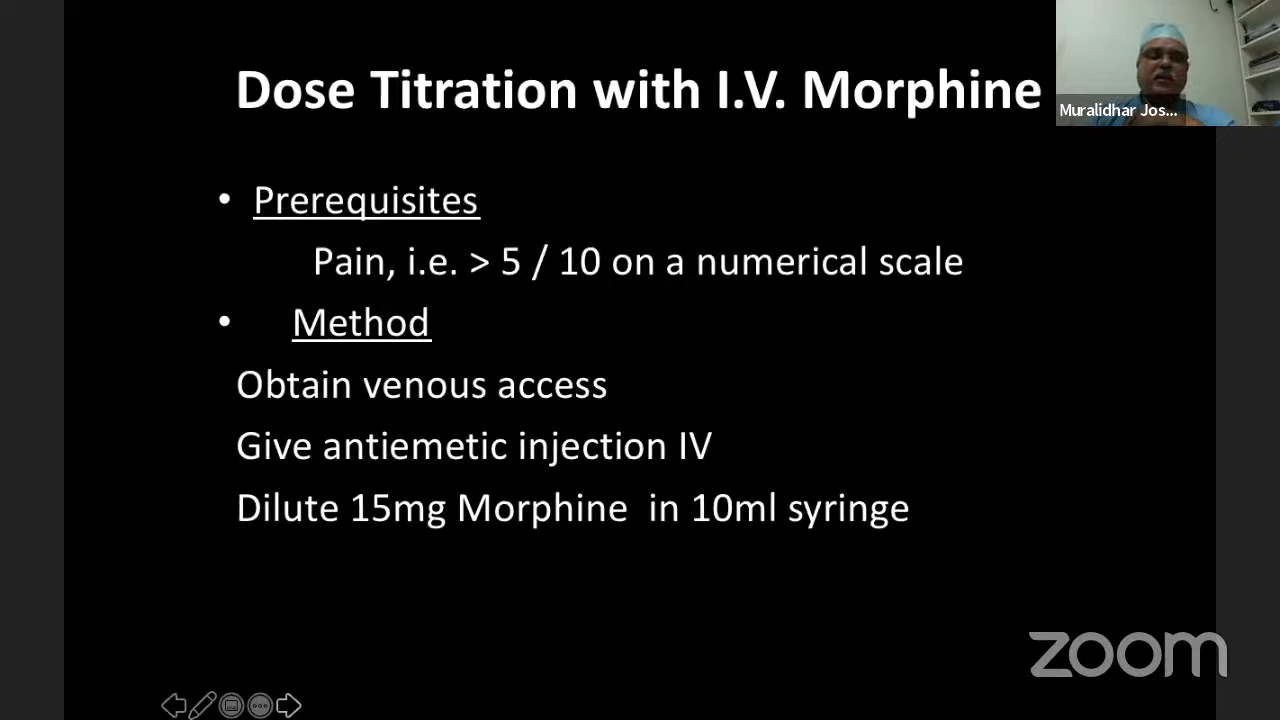 Dose Titration with I.V. Morphine
Muralidhar Jos...
• Prerequisites
Pain, i.e. > 5 / 10 on a numerical scale
• Method
Obtain venous access
Give antiemetic injection IV
Dilute 15mg Morphine in 10ml syringe
zoom